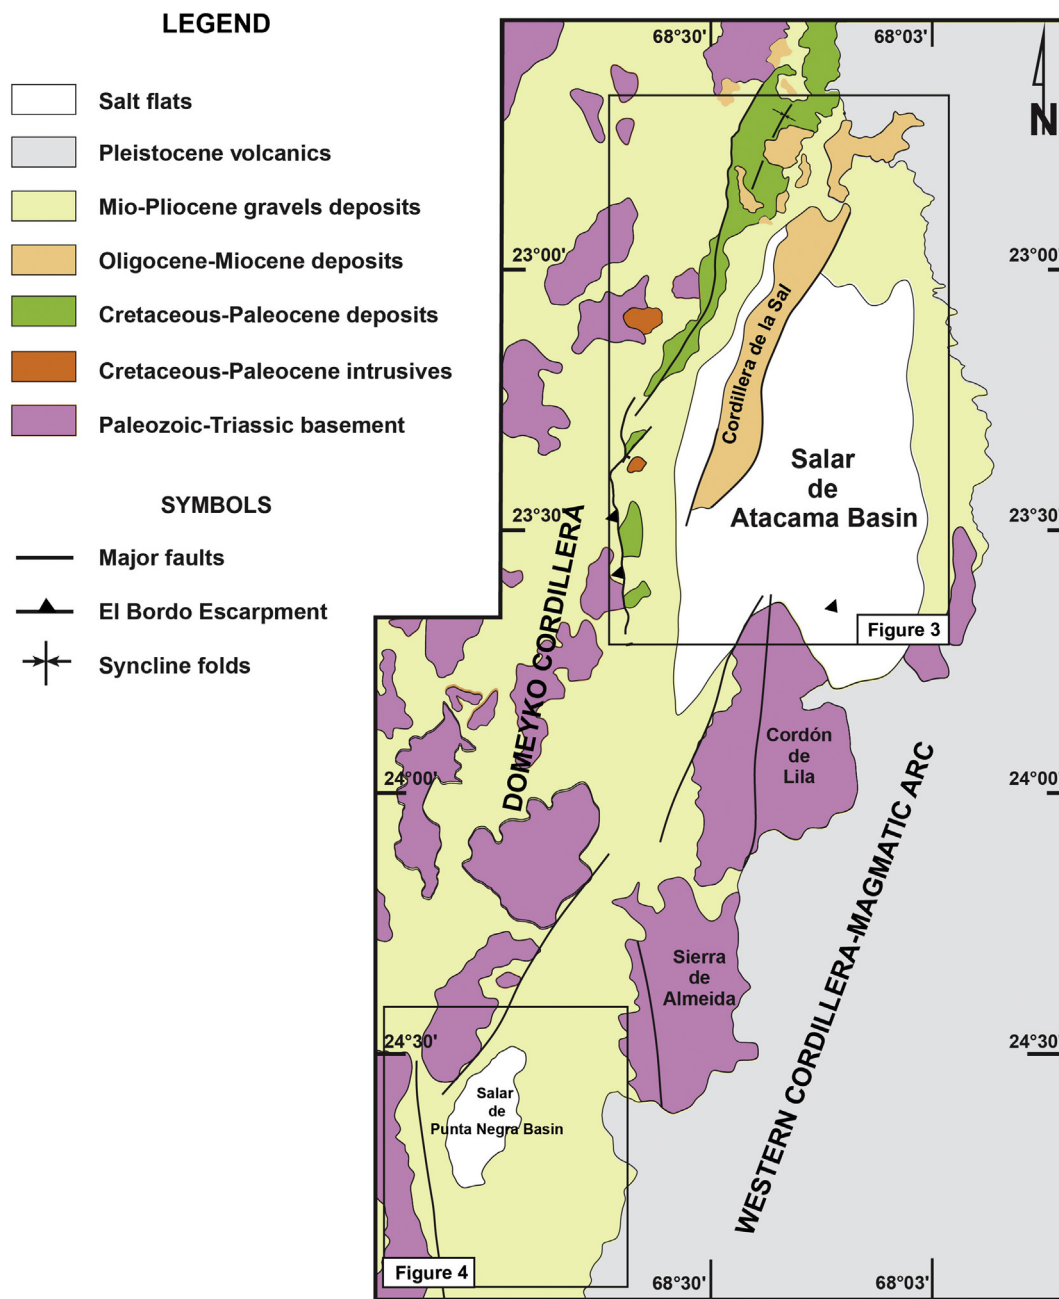 LEGEND
Salt flats
Pleistocene volcanics
Mio-Pliocene gravels deposits
Oligocene-Miocene deposits
Cretaceous-Paleocene deposits
Cretaceous-Paleocene intrusives
Paleozoic-Triassic basement
SYMBOLS
Major faults
El Bordo Escarpment
Syncline folds
68°30'
68°03'
N
23°00'
23°00'
Cordillera de la Sal
Salar
de
Atacama Basin
23°30'
23°30'
DOMEYKO CORDILLERA
Figure 3
Cordón
de
Lila
24°00'
24°00'
WESTERN CORDILLERA-MAGMATIC ARC
Sierra
de
Almeida
24°30'
24°30'
Salar
de
Punta Negra Basin
Figure 4
68°30'
68°03'